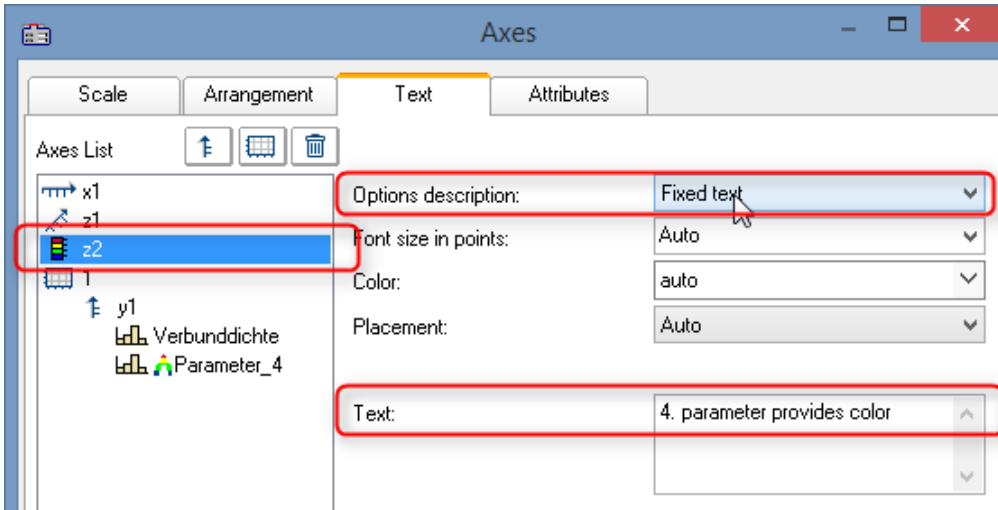 Axes
Scale Arrangement Text Attributes
Axes List
x1
z1
z2
1
y1
Verbunddichte
Parameter_4
Options description: Fixed text
Font size in points: Auto
Color: auto
Placement: Auto
Text: 4. parameter provides color